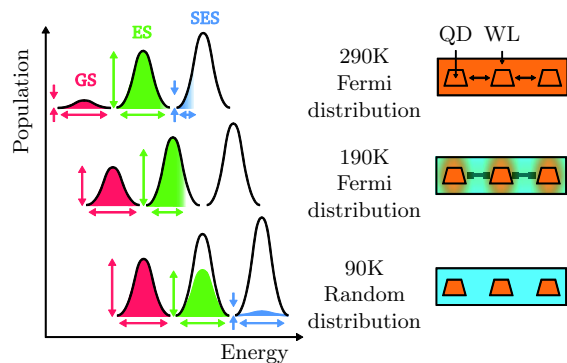 GS
ES
SES
Population
Energy
290K
Fermi
distribution
190K
Fermi
distribution
90K
Random
distribution
QD
WL